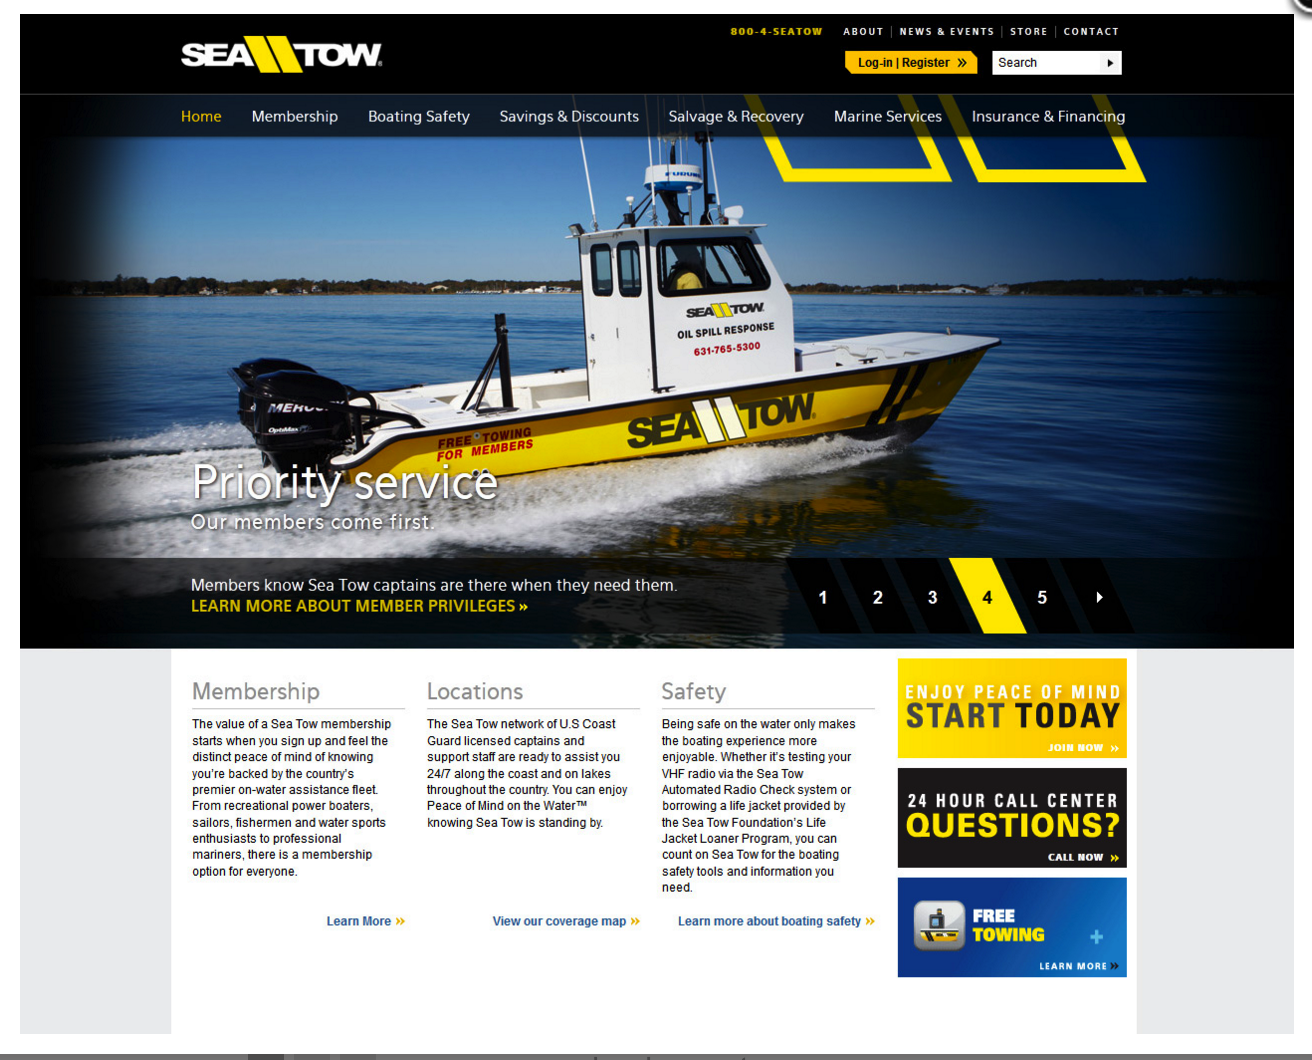 800-4-SEATOW ABOUT | NEWS & EVENTS | STORE | CONTACT
SEA TOW
Log-in | Register »
Search
Home Membership Boating Safety Savings & Discounts Salvage & Recovery Marine Services Insurance & Financing
FURUNO
SEA TOW
OIL SPILL RESPONSE
631-765-5300
MERCURY
OptiMax
SEA TOW
FREE TOWING
FOR MEMBERS
Priority service
Our members come first.
Members know Sea Tow captains are there when they need them.
LEARN MORE ABOUT MEMBER PRIVILEGES »
1 2 3 4 5
Membership
The value of a Sea Tow membership
starts when you sign up and feel the
distinct peace of mind of knowing
you're backed by the country's
premier on-water assistance fleet.
From recreational power boaters,
sailors, fishermen and water sports
enthusiasts to professional
mariners, there is a membership
option for everyone.
Learn More »
Locations
The Sea Tow network of U.S Coast
Guard licensed captains and
support staff are ready to assist you
24/7 along the coast and on lakes
throughout the country. You can enjoy
Peace of Mind on the Water™
knowing Sea Tow is standing by.
View our coverage map »
Safety
Being safe on the water only makes
the boating experience more
enjoyable. Whether it's testing your
VHF radio via the Sea Tow
Automated Radio Check system or
borrowing a life jacket provided by
the Sea Tow Foundation's Life
Jacket Loaner Program, you can
count on Sea Tow for the boating
safety tools and information you
need.
Learn more about boating safety »
ENJOY PEACE OF MIND
START TODAY
JOIN NOW »
24 HOUR CALL CENTER
QUESTIONS?
CALL NOW »
FREE
TOWING
LEARN MORE »